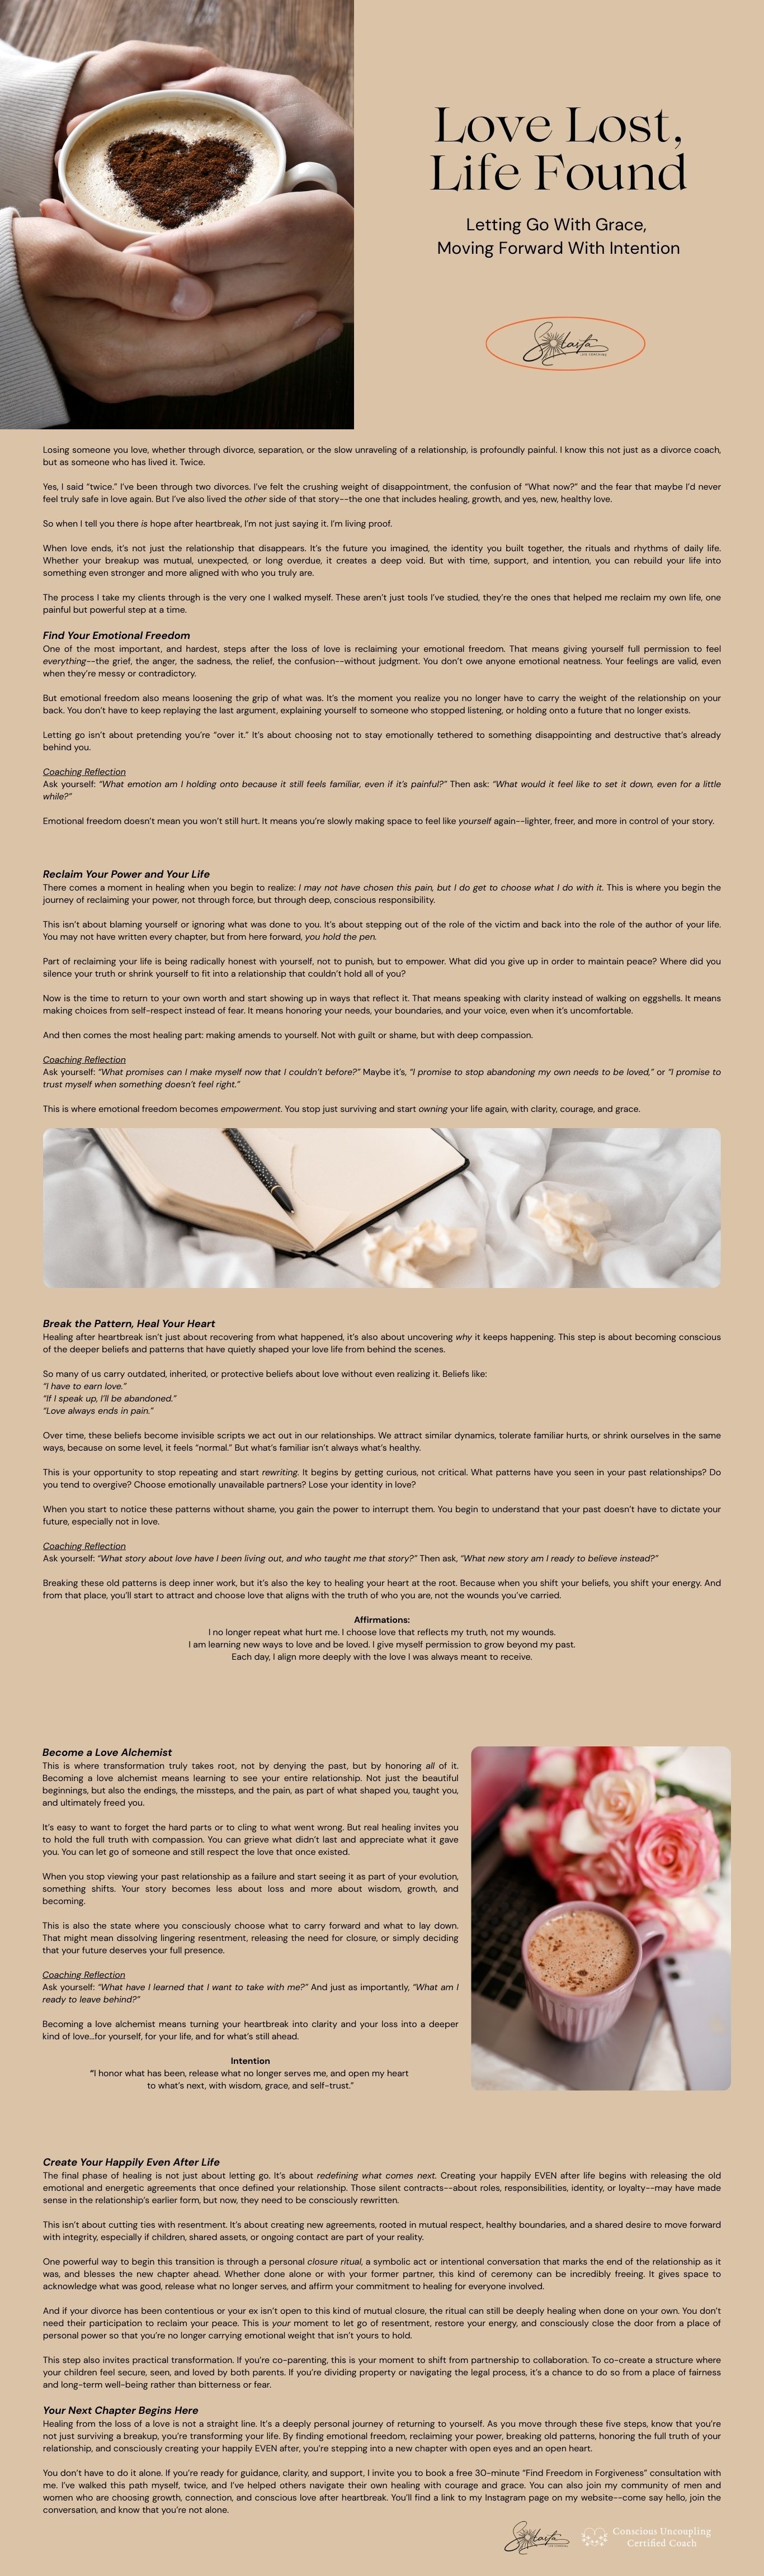 Love Lost,
Life Found
Letting Go With Grace,
Moving Forward With Intention
LIFE COACHING
Losing someone you love, whether through divorce, separation, or the slow unraveling of a relationship, is profoundly painful. I know this not just as a divorce coach,
but as someone who has lived it. Twice.
Yes, I said “twice.” I’ve been through two divorces. I’ve felt the crushing weight of disappointment, the confusion of “What now?” and the fear that maybe I’d never
feel truly safe in love again. But I’ve also lived the other side of that story--the one that includes healing, growth, and yes, new, healthy love.
So when I tell you there is hope after heartbreak, I’m not just saying it. I’m living proof.
When love ends, it’s not just the relationship that disappears. It’s the future you imagined, the identity you built together, the rituals and rhythms of daily life.
Whether your breakup was mutual, unexpected, or long overdue, it creates a deep void. But with time, support, and intention, you can rebuild your life into
something even stronger and more aligned with who you truly are.
The process I take my clients through is the very one I walked myself. These aren’t just tools I’ve studied, they’re the ones that helped me reclaim my own life, one
painful but powerful step at a time.
Find Your Emotional Freedom
One of the most important, and hardest, steps after the loss of love is reclaiming your emotional freedom. That means giving yourself full permission to feel
everything--the grief, the anger, the sadness, the relief, the confusion--without judgment. You don’t owe anyone emotional neatness. Your feelings are valid, even
when they’re messy or contradictory.
But emotional freedom also means loosening the grip of what was. It’s the moment you realize you no longer have to carry the weight of the relationship on your
back. You don’t have to keep replaying the last argument, explaining yourself to someone who stopped listening, or holding onto a future that no longer exists.
Letting go isn’t about pretending you’re “over it.” It’s about choosing not to stay emotionally tethered to something disappointing and destructive that’s already
behind you.
Coaching Reflection
Ask yourself: “What emotion am I holding onto because it still feels familiar, even if it’s painful?” Then ask: “What would it feel like to set it down, even for a little
while?”
Emotional freedom doesn’t mean you won’t still hurt. It means you’re slowly making space to feel like yourself again--lighter, freer, and more in control of your story.
Reclaim Your Power and Your Life
There comes a moment in healing when you begin to realize: I may not have chosen this pain, but I do get to choose what I do with it. This is where you begin the
journey of reclaiming your power, not through force, but through deep, conscious responsibility.
This isn’t about blaming yourself or ignoring what was done to you. It’s about stepping out of the role of the victim and back into the role of the author of your life.
You may not have written every chapter, but from here forward, you hold the pen.
Part of reclaiming your life is being radically honest with yourself, not to punish, but to empower. What did you give up in order to maintain peace? Where did you
silence your truth or shrink yourself to fit into a relationship that couldn’t hold all of you?
Now is the time to return to your own worth and start showing up in ways that reflect it. That means speaking with clarity instead of walking on eggshells. It means
making choices from self-respect instead of fear. It means honoring your needs, your boundaries, and your voice, even when it’s uncomfortable.
And then comes the most healing part: making amends to yourself. Not with guilt or shame, but with deep compassion.
Coaching Reflection
Ask yourself: “What promises can I make myself now that I couldn’t before?” Maybe it’s, “I promise to stop abandoning my own needs to be loved,” or “I promise to
trust myself when something doesn’t feel right.”
This is where emotional freedom becomes empowerment. You stop just surviving and start owning your life again, with clarity, courage, and grace.
Break the Pattern, Heal Your Heart
Healing after heartbreak isn’t just about recovering from what happened, it’s also about uncovering why it keeps happening. This step is about becoming conscious
of the deeper beliefs and patterns that have quietly shaped your love life from behind the scenes.
So many of us carry outdated, inherited, or protective beliefs about love without even realizing it. Beliefs like:
“I have to earn love.”
“If I speak up, I’ll be abandoned.”
“Love always ends in pain.”
Over time, these beliefs become invisible scripts we act out in our relationships. We attract similar dynamics, tolerate familiar hurts, or shrink ourselves in the same
ways, because on some level, it feels “normal.” But what’s familiar isn’t always what’s healthy.
This is your opportunity to stop repeating and start rewriting. It begins by getting curious, not critical. What patterns have you seen in your past relationships? Do
you tend to overgive? Choose emotionally unavailable partners? Lose your identity in love?
When you start to notice these patterns without shame, you gain the power to interrupt them. You begin to understand that your past doesn’t have to dictate your
future, especially not in love.
Coaching Reflection
Ask yourself: “What story about love have I been living out, and who taught me that story?” Then ask, “What new story am I ready to believe instead?”
Breaking these old patterns is deep inner work, but it’s also the key to healing your heart at the root. Because when you shift your beliefs, you shift your energy. And
from that place, you’ll start to attract and choose love that aligns with the truth of who you are, not the wounds you’ve carried.
Affirmations:
I no longer repeat what hurt me. I choose love that reflects my truth, not my wounds.
I am learning new ways to love and be loved. I give myself permission to grow beyond my past.
Each day, I align more deeply with the love I was always meant to receive.
Become a Love Alchemist
This is where transformation truly takes root, not by denying the past, but by honoring all of it.
Becoming a love alchemist means learning to see your entire relationship. Not just the beautiful
beginnings, but also the endings, the missteps, and the pain, as part of what shaped you, taught you,
and ultimately freed you.
It’s easy to want to forget the hard parts or to cling to what went wrong. But real healing invites you
to hold the full truth with compassion. You can grieve what didn’t last and appreciate what it gave
you. You can let go of someone and still respect the love that once existed.
When you stop viewing your past relationship as a failure and start seeing it as part of your evolution,
something shifts. Your story becomes less about loss and more about wisdom, growth, and
becoming.
This is also the state where you consciously choose what to carry forward and what to lay down.
That might mean dissolving lingering resentment, releasing the need for closure, or simply deciding
that your future deserves your full presence.
Coaching Reflection
Ask yourself: “What have I learned that I want to take with me?” And just as importantly, “What am I
ready to leave behind?”
Becoming a love alchemist means turning your heartbreak into clarity and your loss into a deeper
kind of love...for yourself, for your life, and for what’s still ahead.
Intention
“I honor what has been, release what no longer serves me, and open my heart
to what’s next, with wisdom, grace, and self-trust.”
Create Your Happily Even After Life
The final phase of healing is not just about letting go. It’s about redefining what comes next. Creating your happily EVEN after life begins with releasing the old
emotional and energetic agreements that once defined your relationship. Those silent contracts--about roles, responsibilities, identity, or loyalty--may have made
sense in the relationship’s earlier form, but now, they need to be consciously rewritten.
This isn’t about cutting ties with resentment. It’s about creating new agreements, rooted in mutual respect, healthy boundaries, and a shared desire to move forward
with integrity, especially if children, shared assets, or ongoing contact are part of your reality.
One powerful way to begin this transition is through a personal closure ritual, a symbolic act or intentional conversation that marks the end of the relationship as it
was, and blesses the new chapter ahead. Whether done alone or with your former partner, this kind of ceremony can be incredibly freeing. It gives space to
acknowledge what was good, release what no longer serves, and affirm your commitment to healing for everyone involved.
And if your divorce has been contentious or your ex isn’t open to this kind of mutual closure, the ritual can still be deeply healing when done on your own. You don’t
need their participation to reclaim your peace. This is your moment to let go of resentment, restore your energy, and consciously close the door from a place of
personal power so that you’re no longer carrying emotional weight that isn’t yours to hold.
This step also invites practical transformation. If you’re co-parenting, this is your moment to shift from partnership to collaboration. To co-create a structure where
your children feel secure, seen, and loved by both parents. If you’re dividing property or navigating the legal process, it’s a chance to do so from a place of fairness
and long-term well-being rather than bitterness or fear.
Your Next Chapter Begins Here
Healing from the loss of a love is not a straight line. It’s a deeply personal journey of returning to yourself. As you move through these five steps, know that you’re
not just surviving a breakup, you’re transforming your life. By finding emotional freedom, reclaiming your power, breaking old patterns, honoring the full truth of your
relationship, and consciously creating your happily EVEN after, you’re stepping into a new chapter with open eyes and an open heart.
You don’t have to do it alone. If you’re ready for guidance, clarity, and support, I invite you to book a free 30-minute “Find Freedom in Forgiveness” consultation with
me. I’ve walked this path myself, twice, and I’ve helped others navigate their own healing with courage and grace. You can also join my community of men and
women who are choosing growth, connection, and conscious love after heartbreak. You’ll find a link to my Instagram page on my website--come say hello, join the
conversation, and know that you’re not alone.
Conscious Uncoupling
Certified Coach